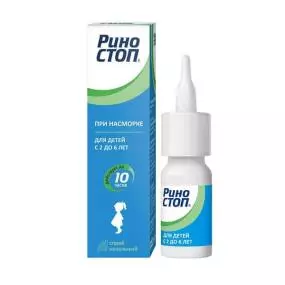 Рино
СТОП
ПРИ НАСМОРКЕ
ДЛЯ ДЕТЕЙ
С 2 ДО 6 ЛЕТ
10
ЧАСОВ
спрей
назальный
Рино
СТОП
ДЛЯ ДЕТЕЙ
С 2 ДО 6 ЛЕТ